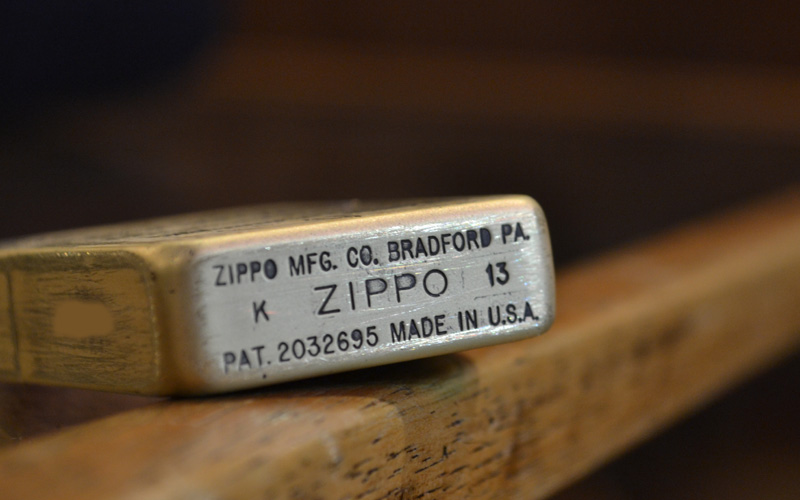 ZIPPO MFG. CO. BRADFORD PA.
K ZIPPO 13
PAT. 2032695 MADE IN U.S.A.